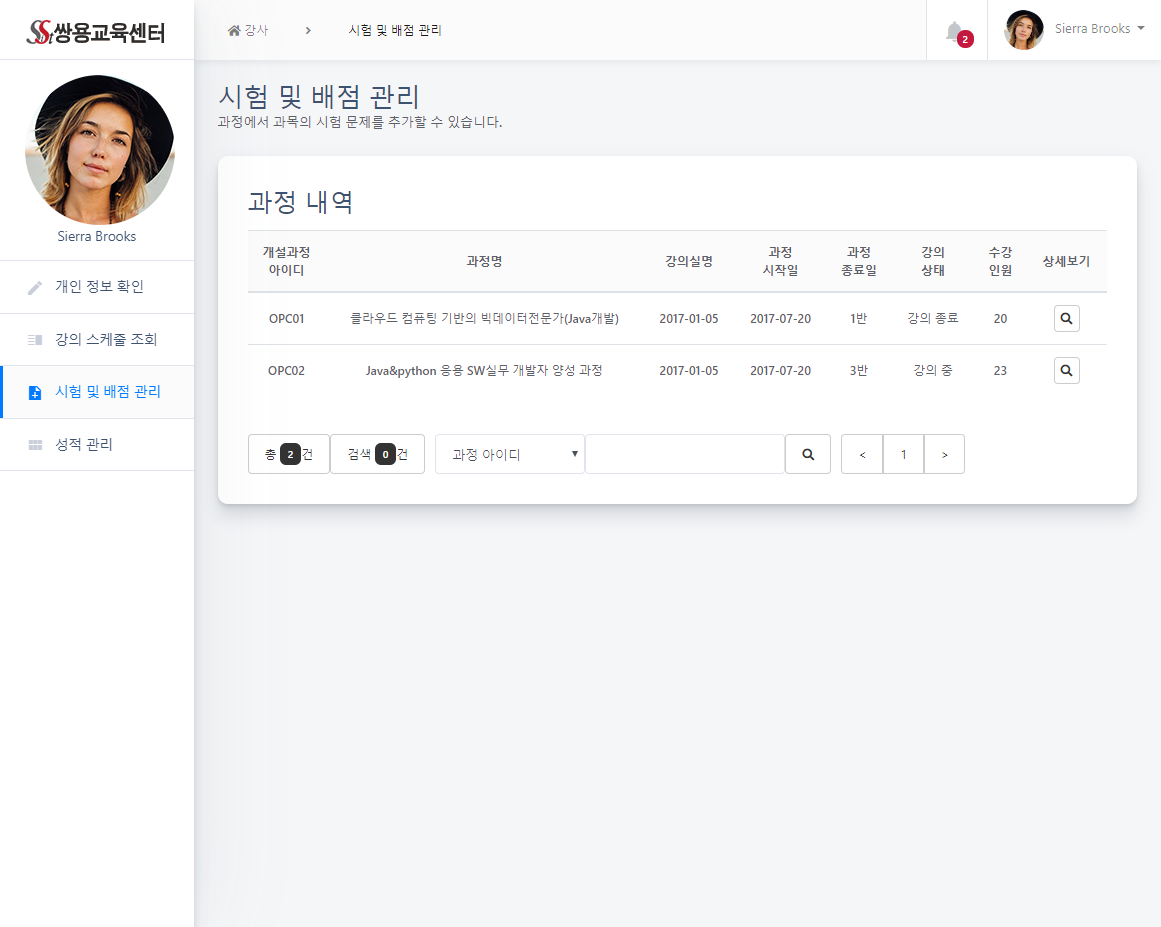 쌍용교육센터
강사 > 시험 및 배점 관리
2
Sierra Brooks
Sierra Brooks
개인 정보 확인
강의 스케줄 조회
시험 및 배점 관리
성적 관리
시험 및 배점 관리
과정에서 과목의 시험 문제를 추가할 수 있습니다.
과정 내역
개설과정 아이디 과정명 강의실명 과정 시작일 과정 종료일 강의 상태 수강 인원 상세보기
OPC01 클라우드 컴퓨팅 기반의 빅데이터전문가(Java개발) 2017-01-05 2017-07-20 1반 강의 종료 20
OPC02 Java&python 응용 SW실무 개발자 양성 과정 2017-01-05 2017-07-20 3반 강의 중 23
총 2 건 검색 0 건 과정 아이디 < 1 >